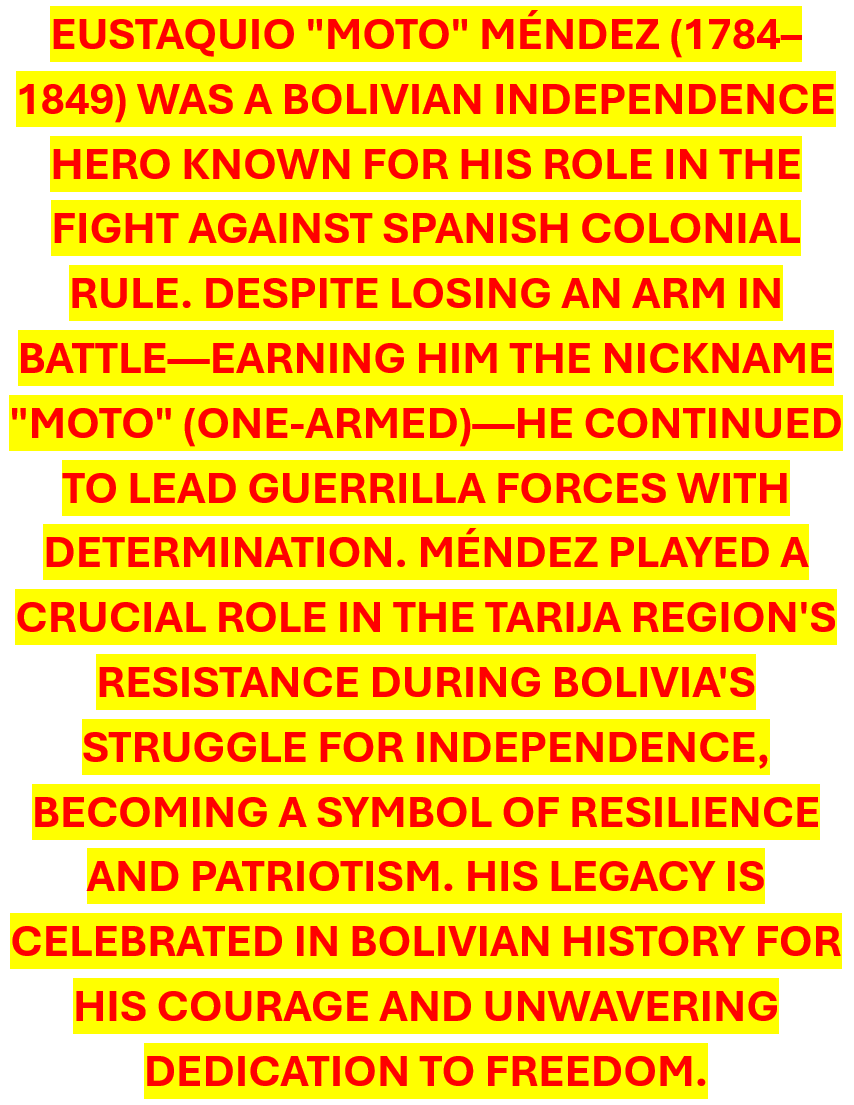 EUSTAQUIO "MOTO" MÉNDEZ (1784–
1849) WAS A BOLIVIAN INDEPENDENCE
HERO KNOWN FOR HIS ROLE IN THE
FIGHT AGAINST SPANISH COLONIAL
RULE. DESPITE LOSING AN ARM IN
BATTLE—EARNING HIM THE NICKNAME
"MOTO" (ONE-ARMED)—HE CONTINUED
TO LEAD GUERRILLA FORCES WITH
DETERMINATION. MÉNDEZ PLAYED A
CRUCIAL ROLE IN THE TARIJA REGION'S
RESISTANCE DURING BOLIVIA'S
STRUGGLE FOR INDEPENDENCE,
BECOMING A SYMBOL OF RESILIENCE
AND PATRIOTISM. HIS LEGACY IS
CELEBRATED IN BOLIVIAN HISTORY FOR
HIS COURAGE AND UNWAVERING
DEDICATION TO FREEDOM.